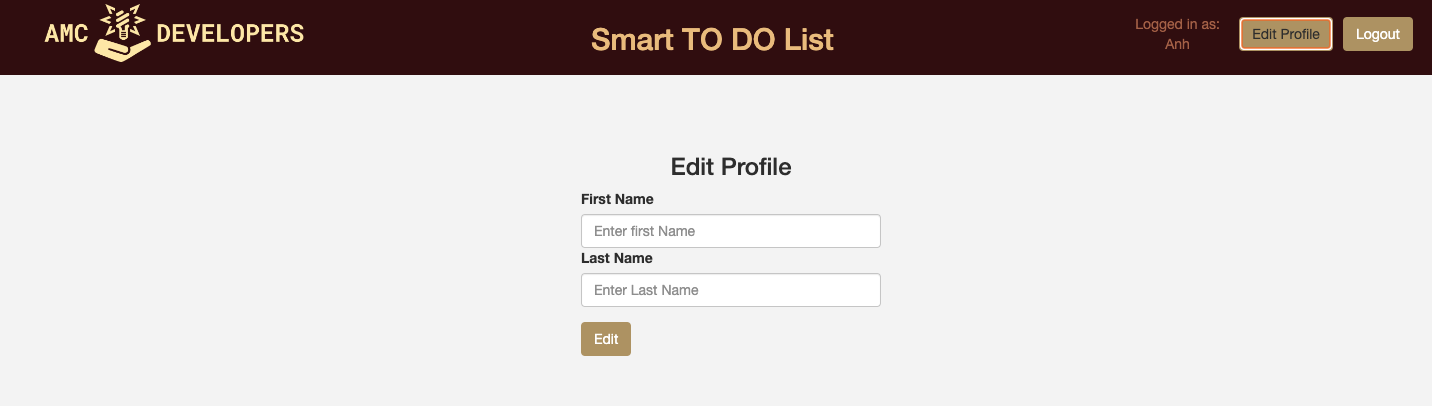 AMC DEVELOPERS
Smart TO DO List
Logged in as:
Anh
Edit Profile
Logout
Edit Profile
First Name
Enter first Name
Last Name
Enter Last Name
Edit